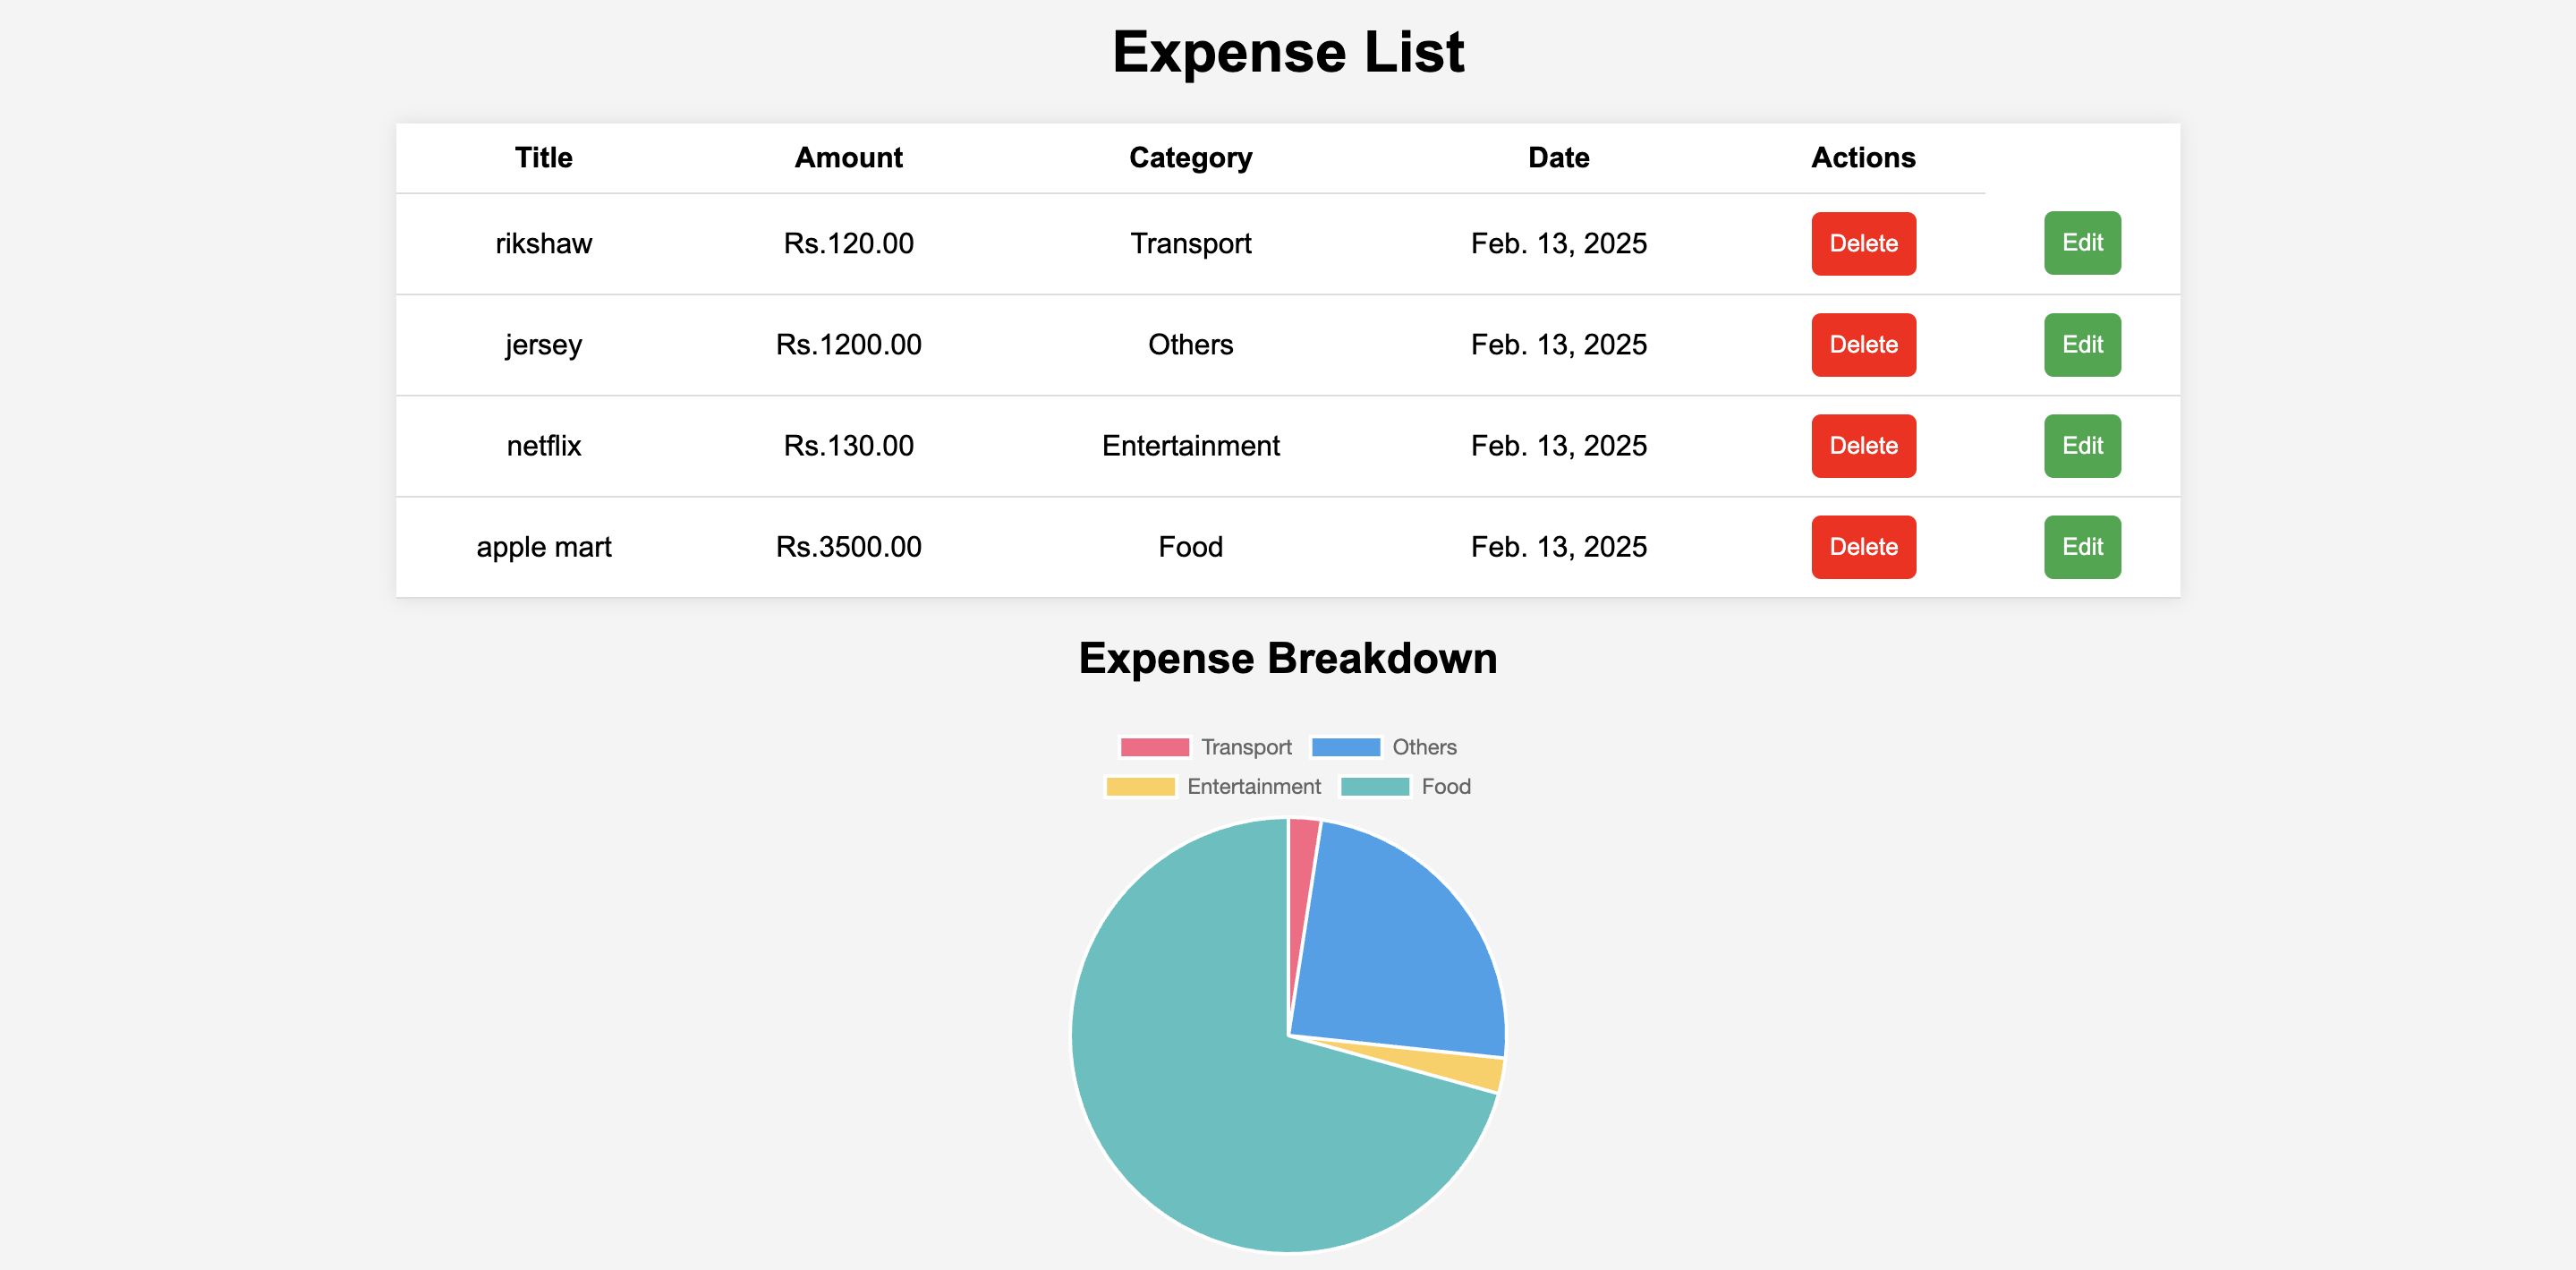 Expense List
Title Amount Category Date Actions
rikshaw Rs.120.00 Transport Feb. 13, 2025 Delete Edit
jersey Rs.1200.00 Others Feb. 13, 2025 Delete Edit
netflix Rs.130.00 Entertainment Feb. 13, 2025 Delete Edit
apple mart Rs.3500.00 Food Feb. 13, 2025 Delete Edit
Expense Breakdown
Transport Others
Entertainment Food